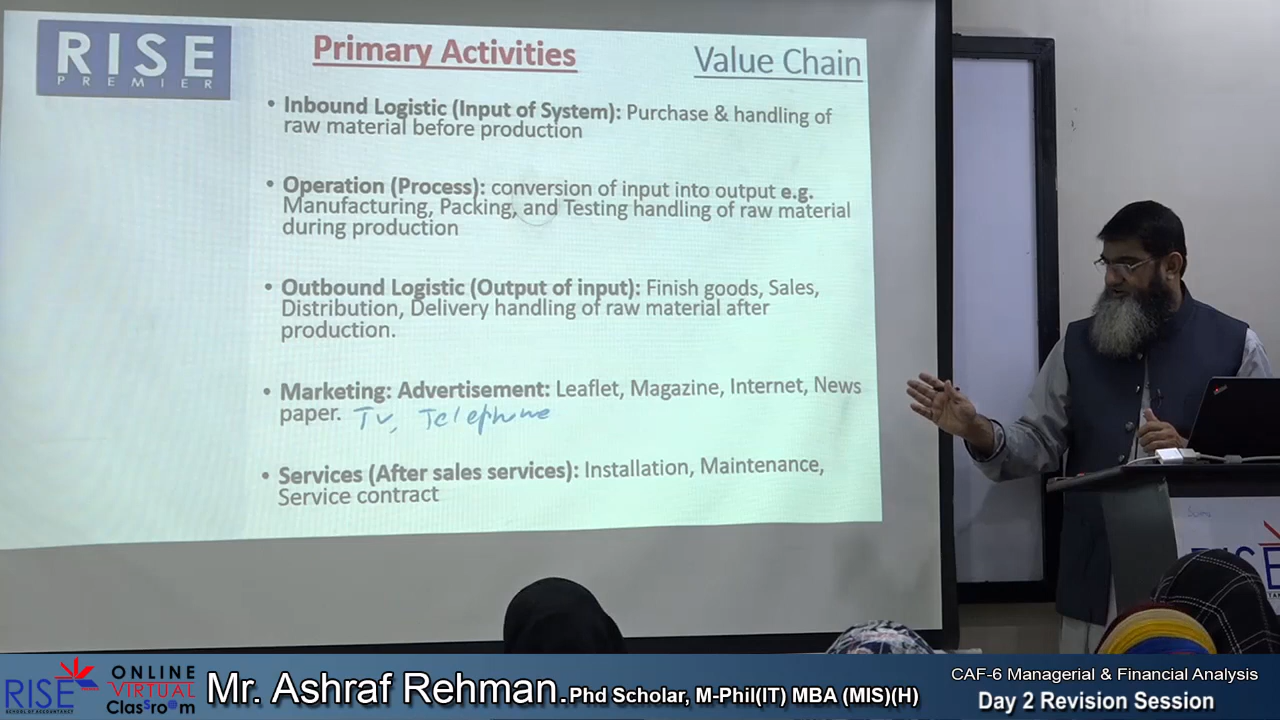 RISE
PREMIER
Primary Activities
Value Chain
• Inbound Logistic (Input of System): Purchase & handling of
raw material before production
• Operation (Process): conversion of input into output e.g.
Manufacturing, Packing, and Testing handling of raw material
during production
• Outbound Logistic (Output of input): Finish goods, Sales,
Distribution, Delivery handling of raw material after
production.
• Marketing: Advertisement: Leaflet, Magazine, Internet, News
paper. Tv, Telephone
• Services (After sales services): Installation, Maintenance,
Service contract
RISE
SCHOOL OF ACCOUNTANCY
ONLINE
VIRTUAL
Classroom
Mr. Ashraf Rehman.
Phd Scholar, M-Phil(IT) MBA (MIS)(H)
CAF-6 Managerial & Financial Analysis
Day 2 Revision Session